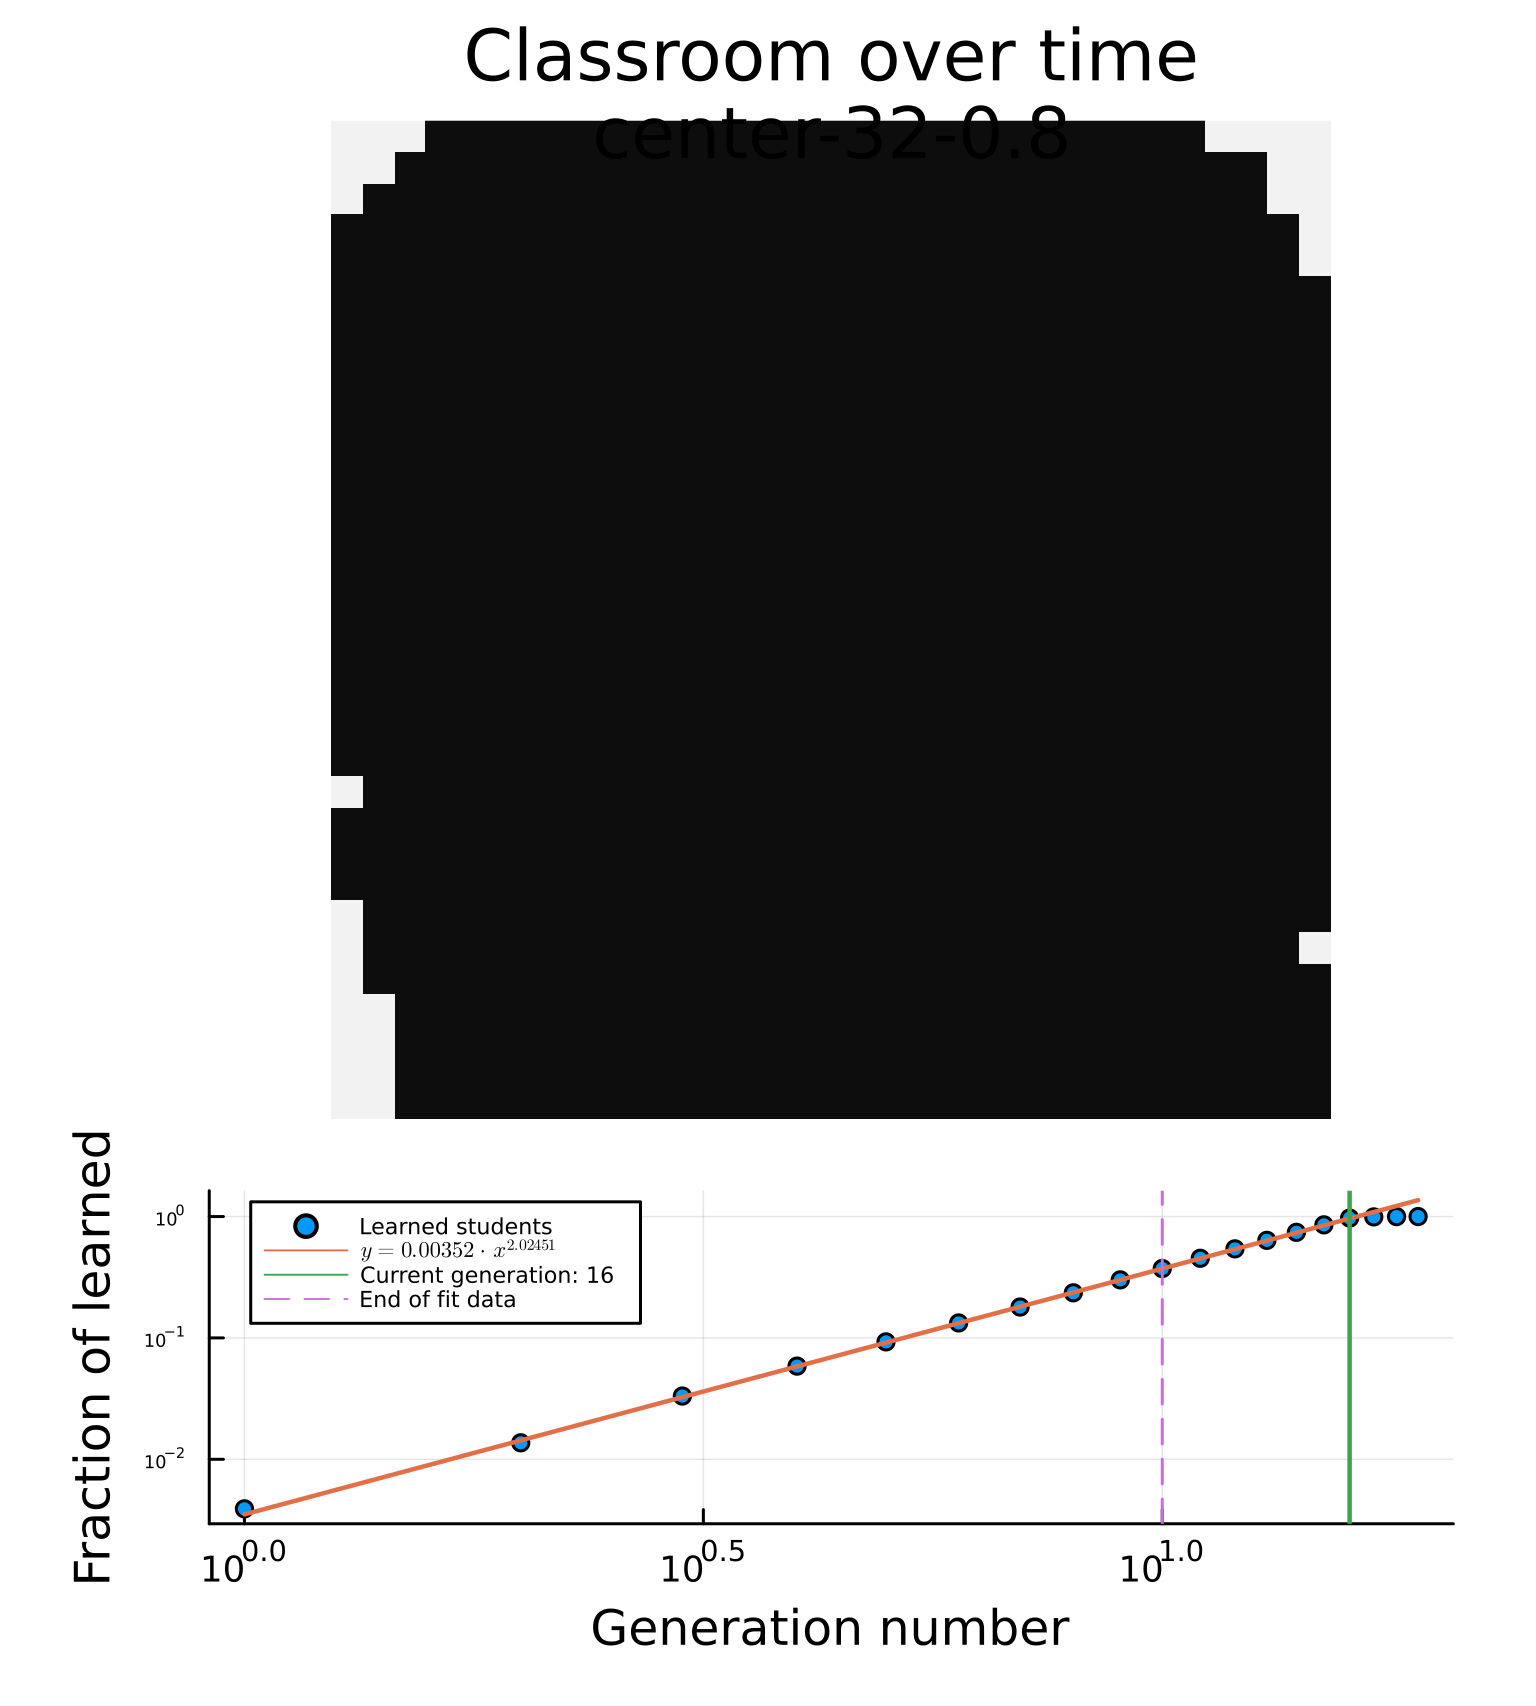 Classroom over time
center-32-0.8
Fraction of learned
10^0
10^-1
10^-2
Learned students
y = 0.00352 · x^2.02451
Current generation: 16
End of fit data
10^0.0 10^0.5 10^1.0
Generation number